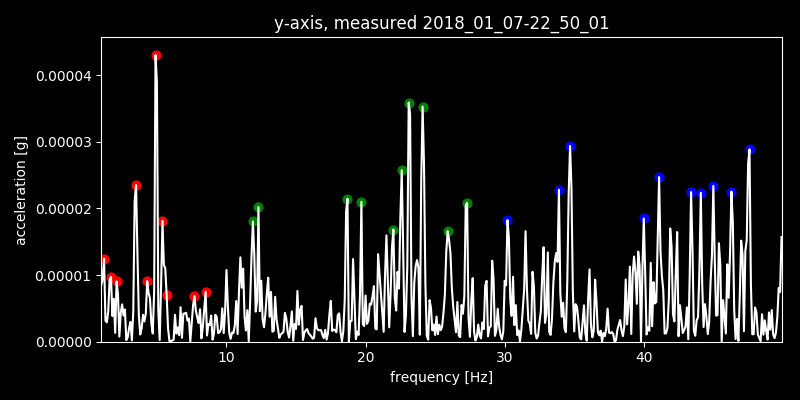 y-axis, measured 2018_01_07-22_50_01
0.00004
0.00003
0.00002
0.00001
0.00000
acceleration [g]
10 20 30 40
frequency [Hz]